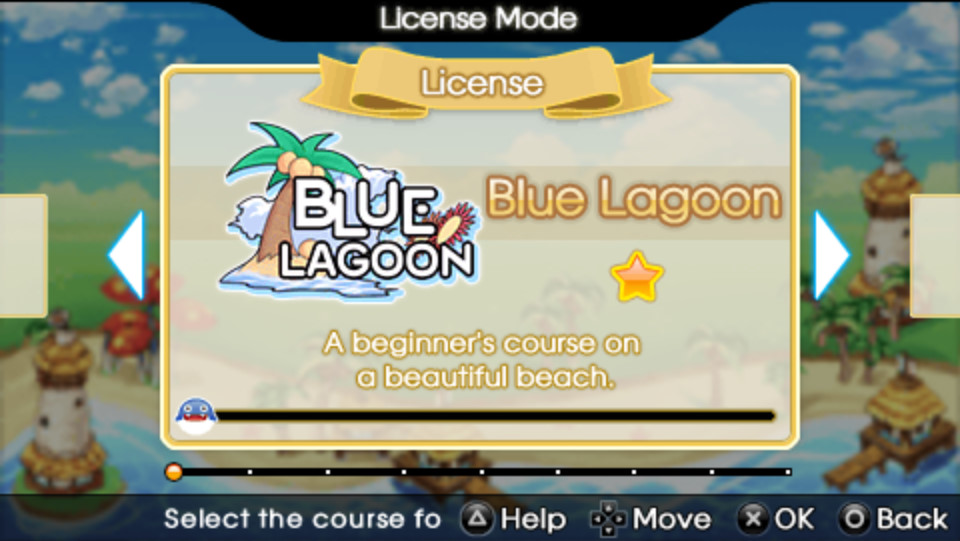 License Mode
License
BLUE
LAGOON
Blue Lagoon
A beginner's course on
a beautiful beach.
Select the course fo Help Move OK Back